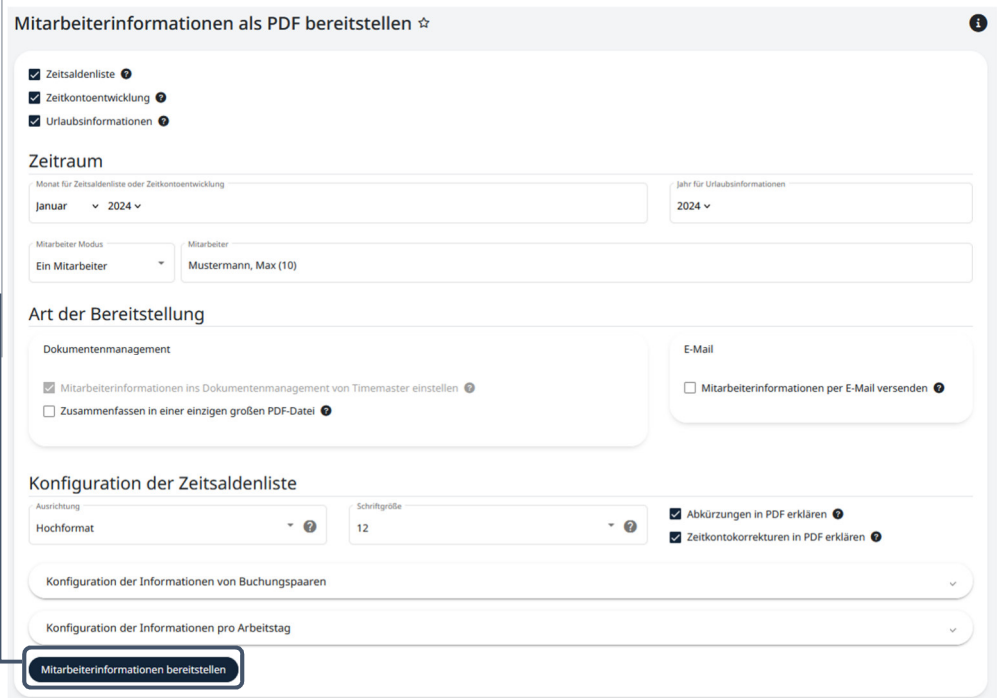 Mitarbeiterinformationen als PDF bereitstellen
Zeitsaldenliste
Zeitkontoentwicklung
Urlaubsinformationen
Zeitraum
Monat für Zeitsaldenliste oder Zeitkontoentwicklung
Januar 2024
Jahr für Urlaubsinformationen
2024
Mitarbeiter Modus
Ein Mitarbeiter
Mitarbeiter
Mustermann, Max (10)
Art der Bereitstellung
Dokumentenmanagement
Mitarbeiterinformationen ins Dokumentenmanagement von Timemaster einstellen
Zusammenfassen in einer einzigen großen PDF-Datei
E-Mail
Mitarbeiterinformationen per E-Mail versenden
Konfiguration der Zeitsaldenliste
Ausrichtung
Hochformat
Schriftgröße
12
Abkürzungen in PDF erklären
Zeitkontokorrekturen in PDF erklären
Konfiguration der Informationen von Buchungspaaren
Konfiguration der Informationen pro Arbeitstag
Mitarbeiterinformationen bereitstellen